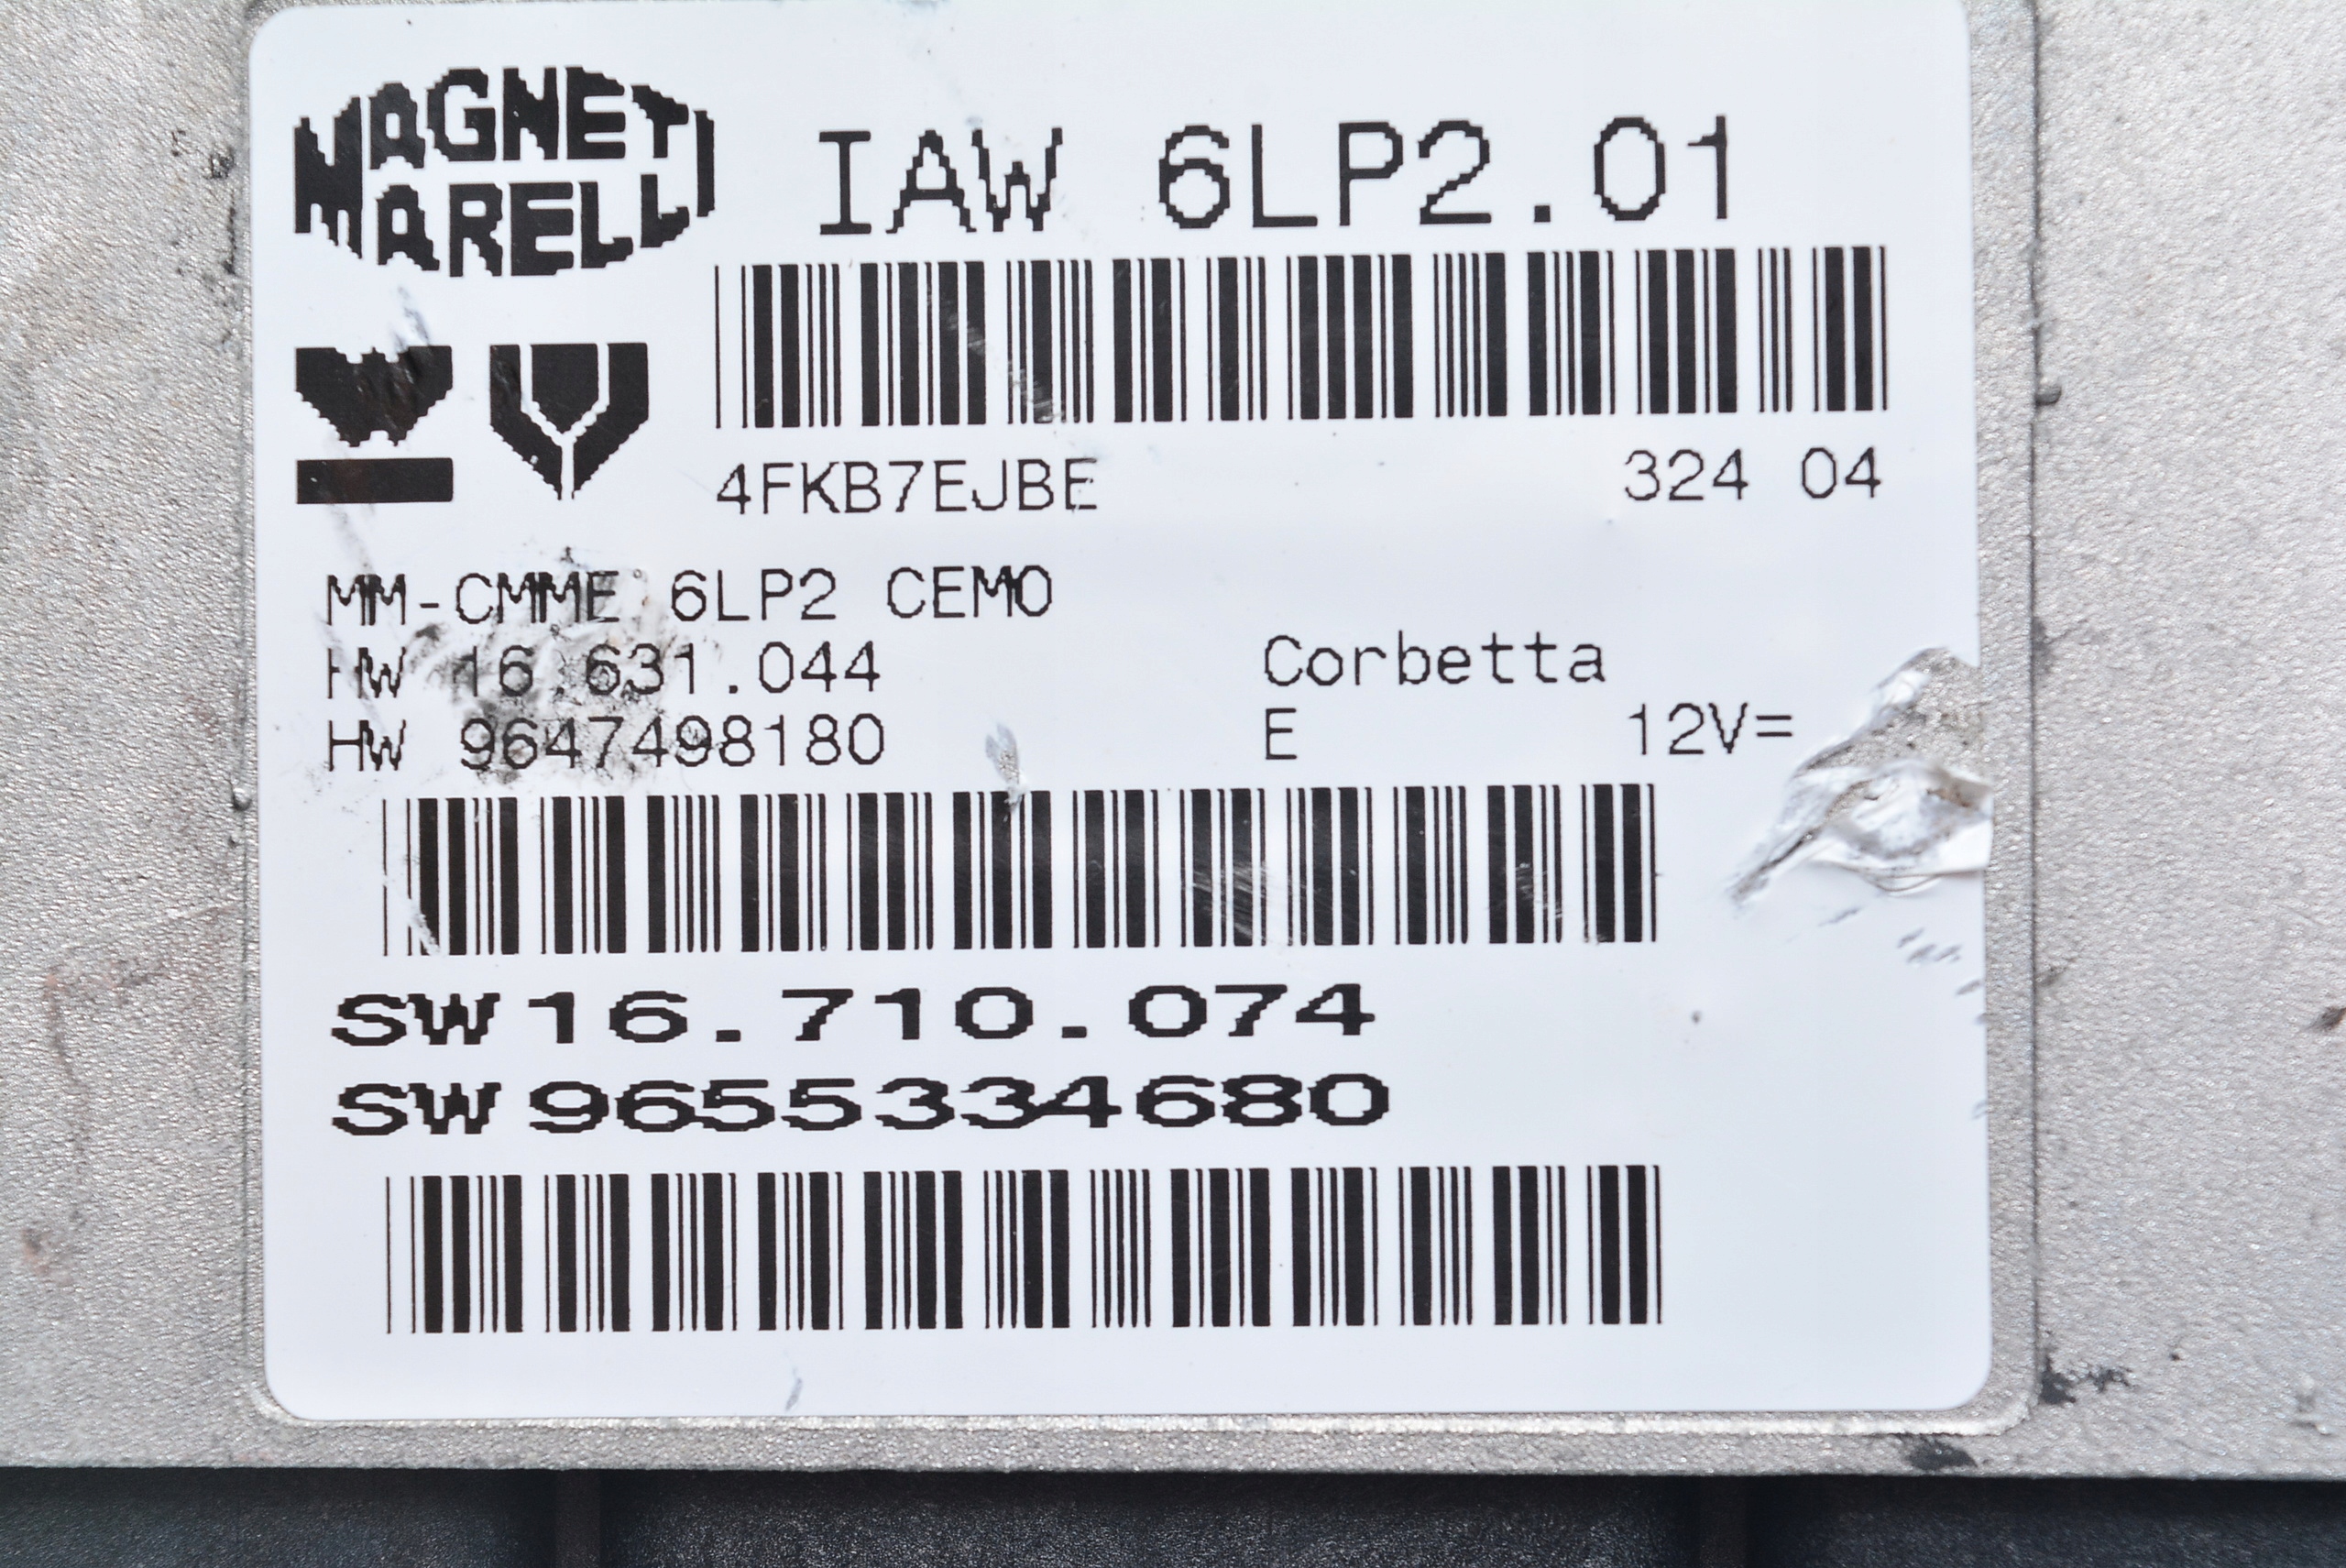 MAGNETI
MARELLI
IAW 6LP2.01
4FKB7EJBE 324 04
MM-CMME 6LP2 CEMO
HW 16.631.044 Corbetta
HW 9647498180 E 12V=
SW16.710.074
SW9655334680